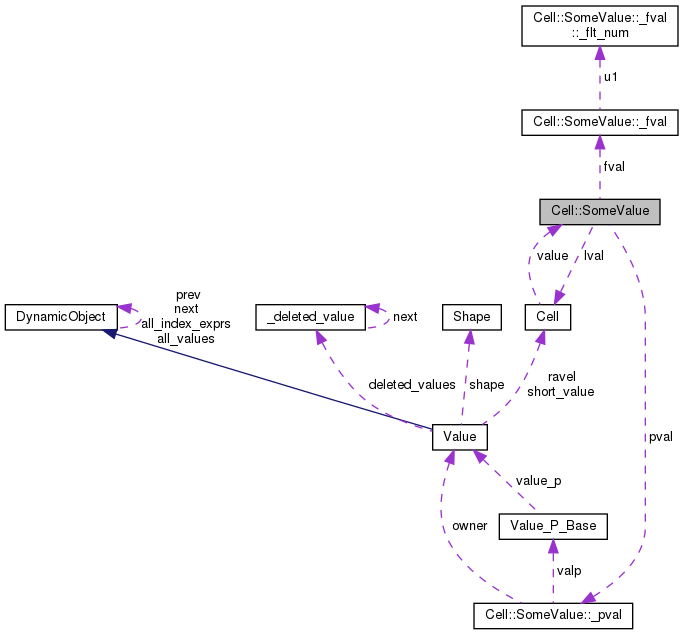 Cell::SomeValue::_fval
::_flt_num
u1
Cell::SomeValue::_fval
fval
Cell::SomeValue
value
lval
prev
next
all_index_exprs
all_values
DynamicObject
_deleted_value
next
Shape
Cell
deleted_values
shape
ravel
short_value
pval
Value
value_p
owner
Value_P_Base
valp
Cell::SomeValue::_pval